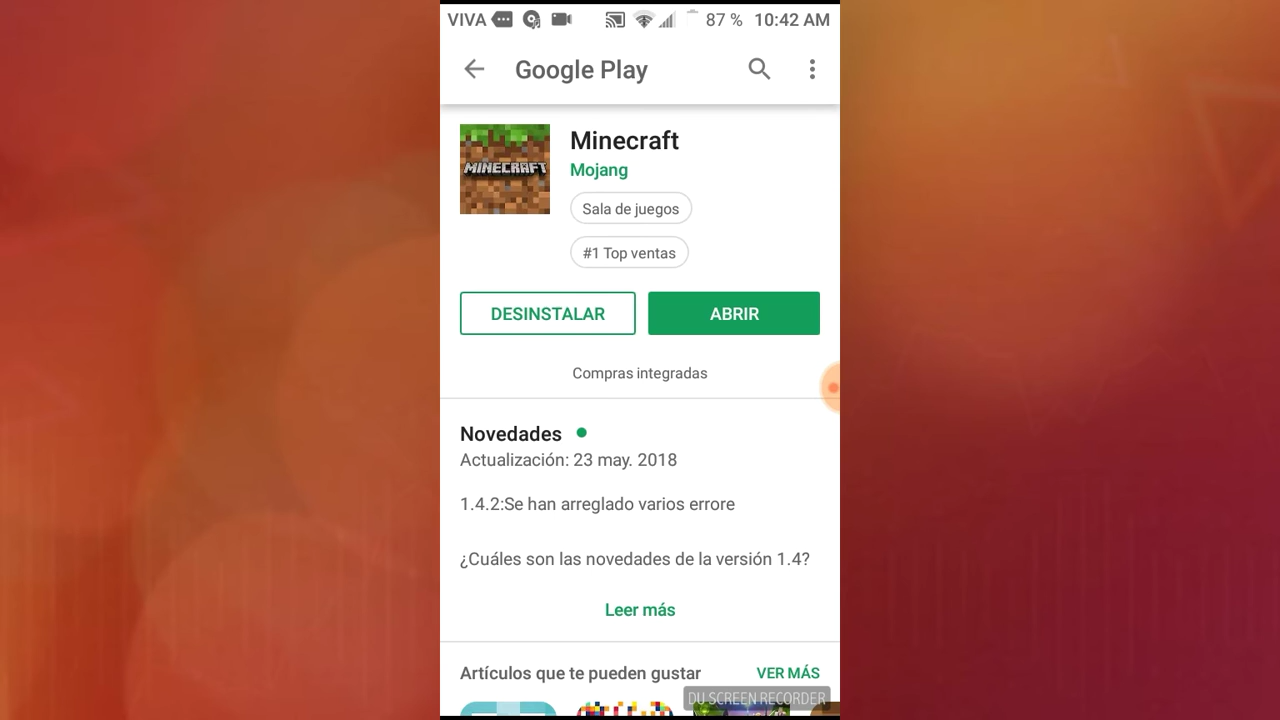 VIVA 87 % 10:42 AM
Google Play
MINECRAFT
Minecraft
Mojang
Sala de juegos
#1 Top ventas
DESINSTALAR ABRIR
Compras integradas
Novedades
Actualización: 23 may. 2018
1.4.2:Se han arreglado varios errore
¿Cuáles son las novedades de la versión 1.4?
Leer más
Artículos que te pueden gustar VER MÁS
DU SCREEN RECORDER